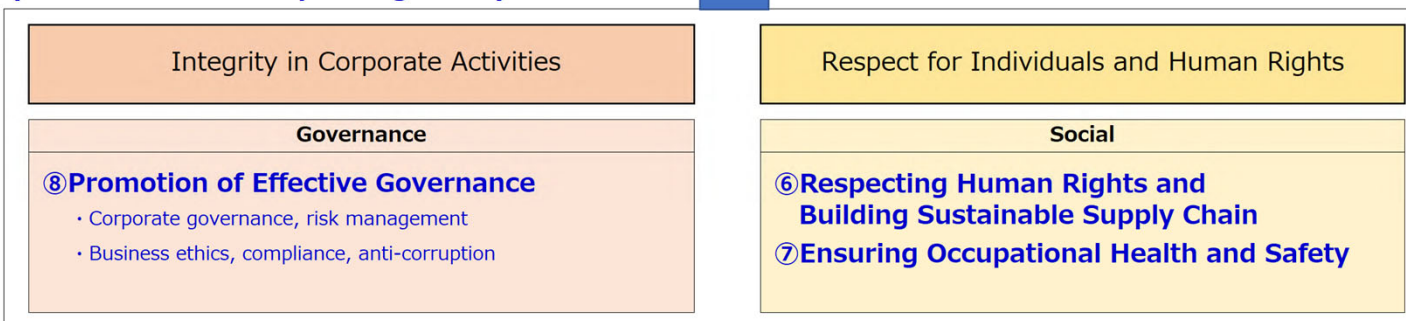 Integrity in Corporate Activities
Governance
⑧Promotion of Effective Governance
・Corporate governance, risk management
・Business ethics, compliance, anti-corruption
Respect for Individuals and Human Rights
Social
⑥Respecting Human Rights and
Building Sustainable Supply Chain
⑦Ensuring Occupational Health and Safety